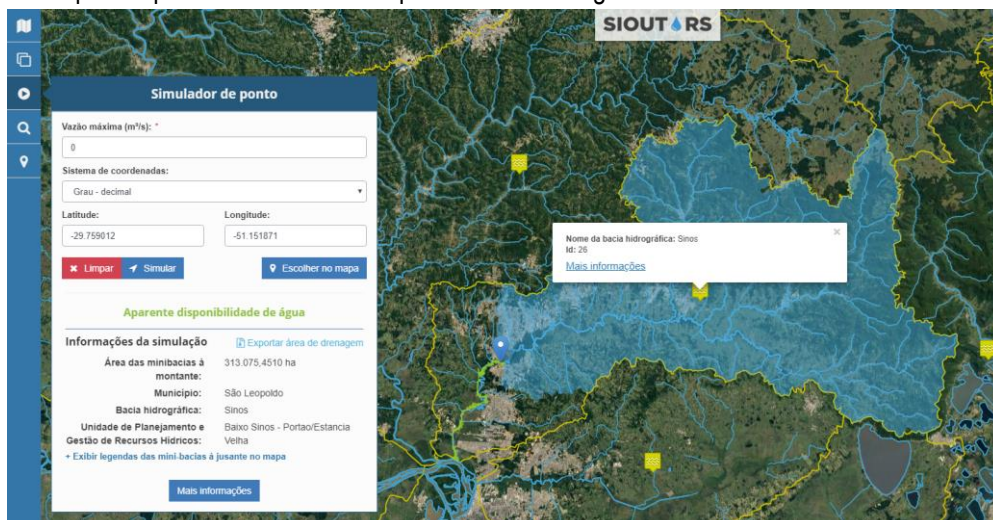 SIOUT RS
Simulador de ponto
Vazão máxima (m³/s): *
0
Sistema de coordenadas:
Grau - decimal
Latitude: Longitude:
-29.759012 -51.151871
Limpar Simular Escolher no mapa
Aparente disponibilidade de água
Informações da simulação Exportar área de drenagem
Área das minibacias à 313.075,4510 ha
montante:
Município: São Leopoldo
Bacia hidrográfica: Sinos
Unidade de Planejamento e Baixo Sinos - Portao/Estancia
Gestão de Recursos Hídricos: Velha
+ Exibir legendas das mini-bacias à jusante no mapa
Mais informações
Nome da bacia hidrográfica: Sinos
Id: 26
Mais informações